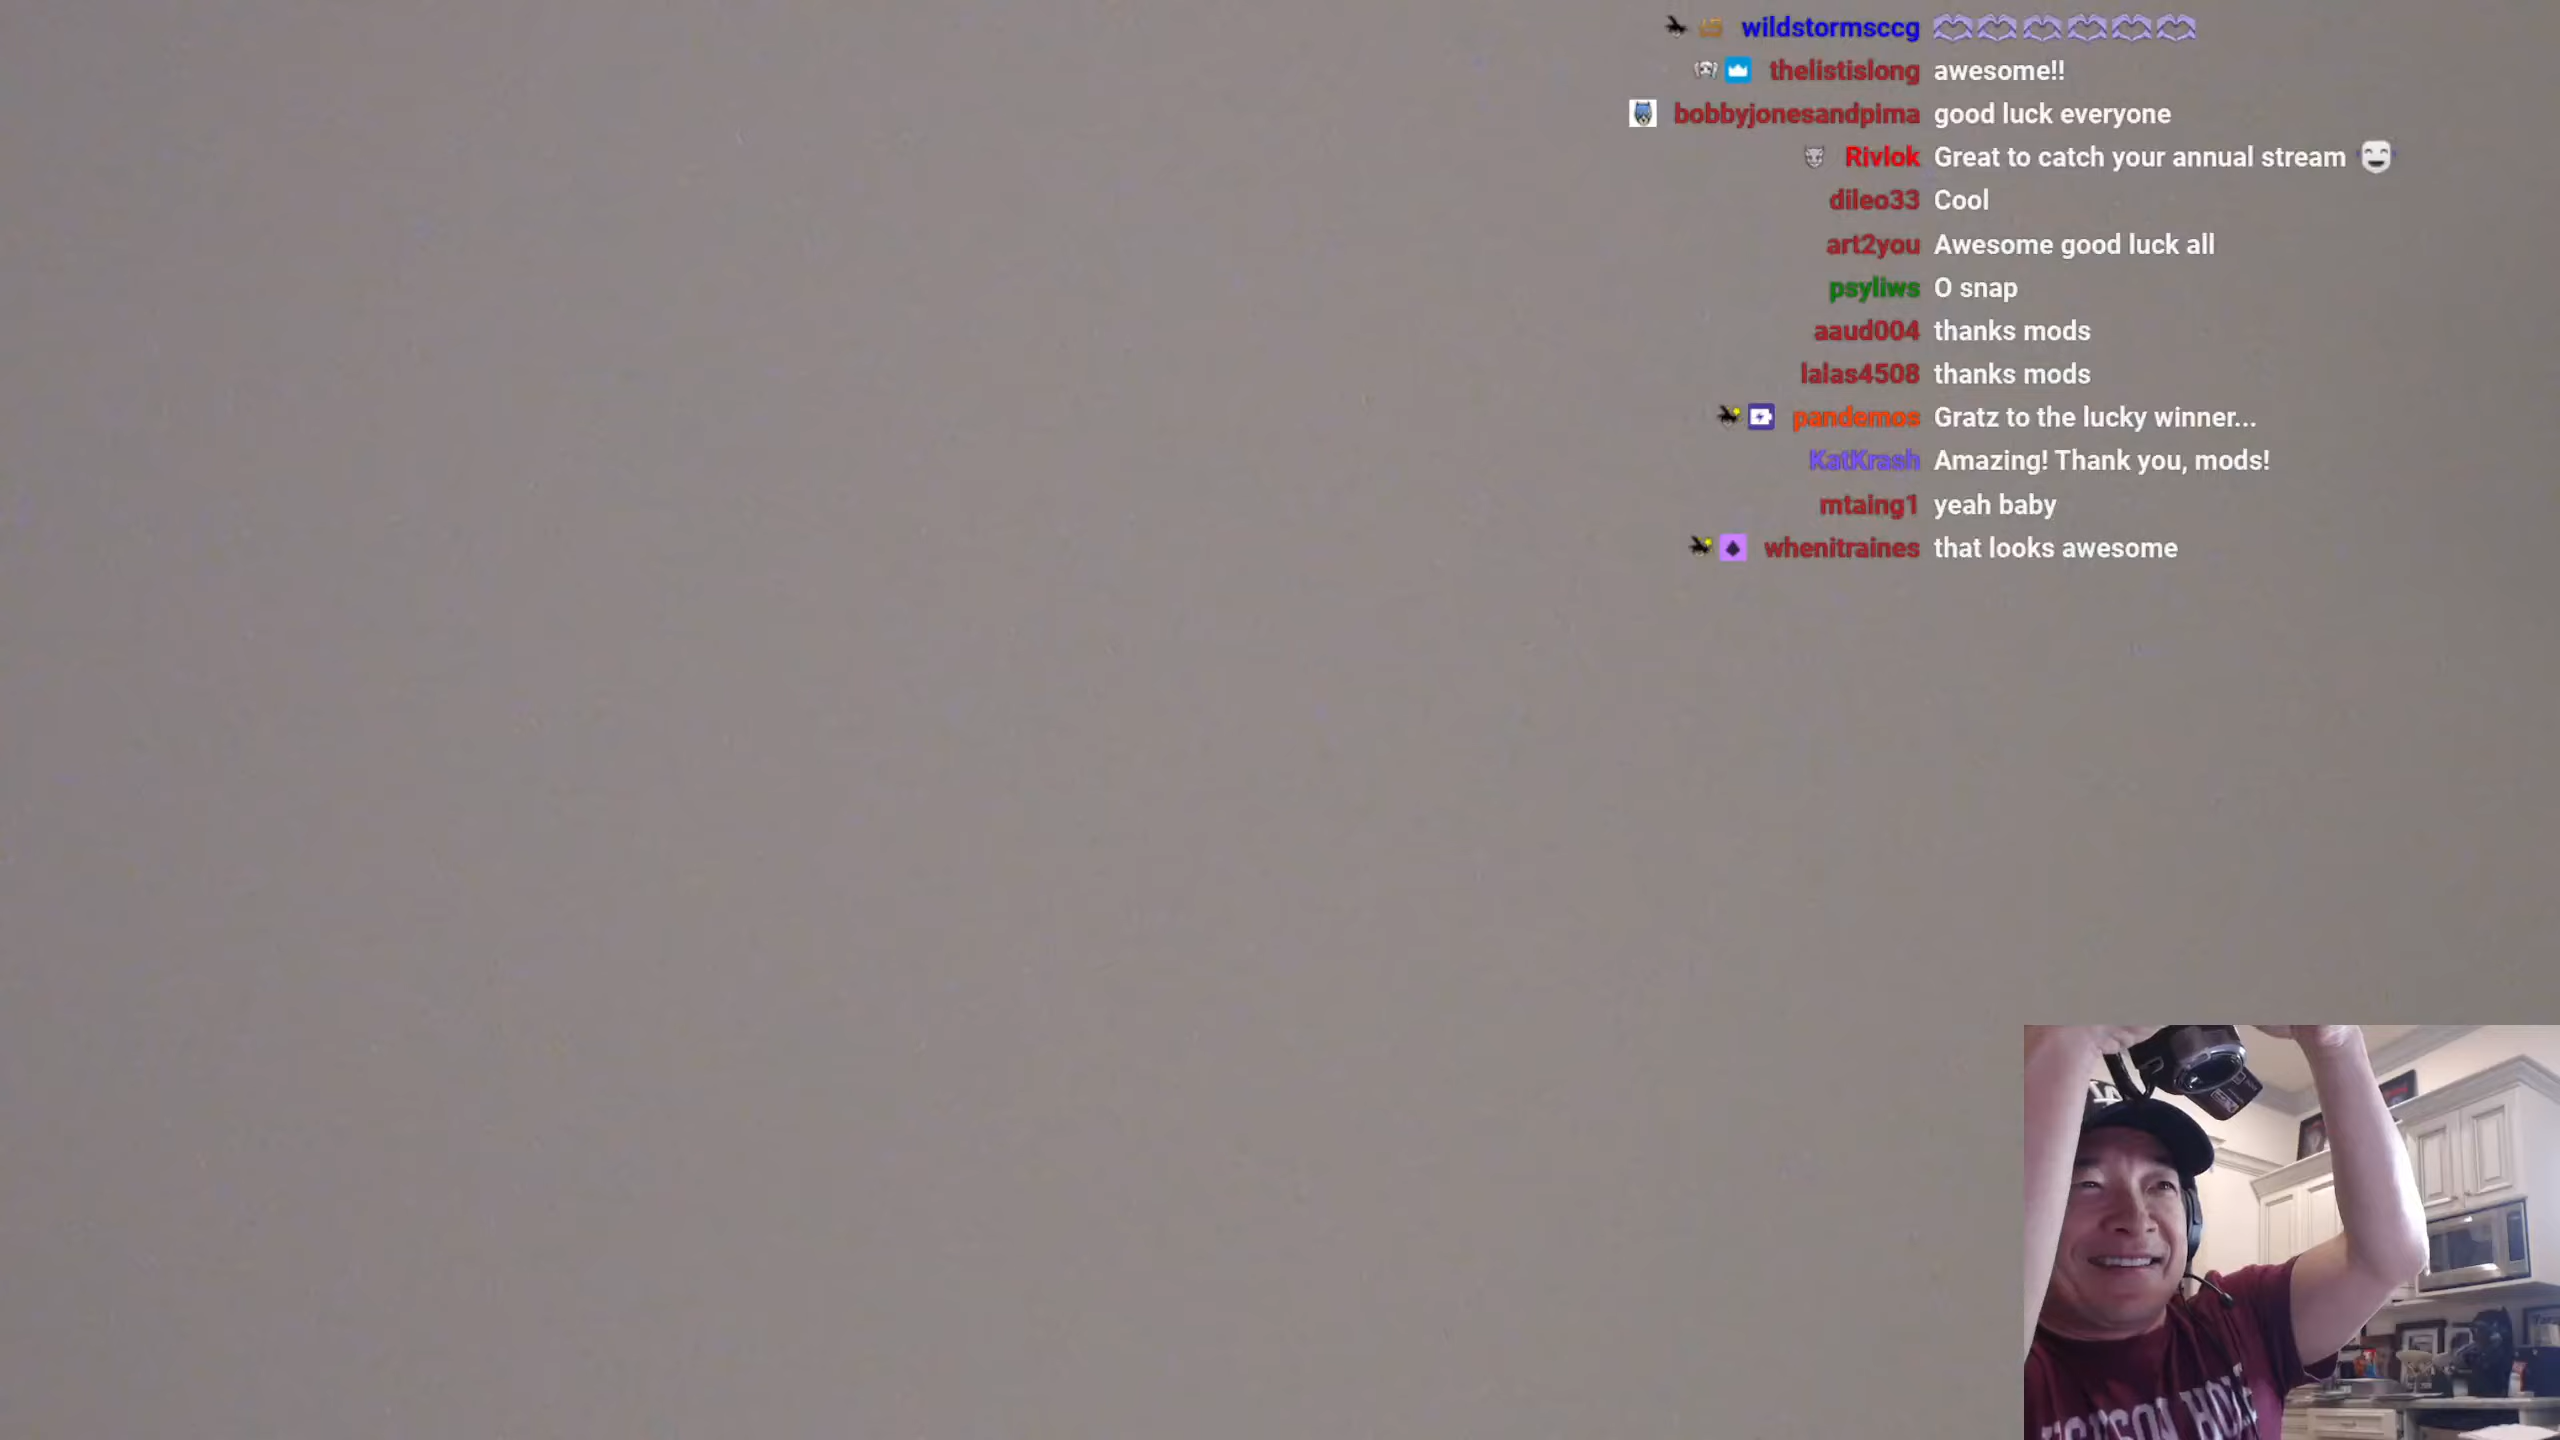 wildstormsccg
thelistislong awesome!!
bobbyjonesandpima good luck everyone
Rivlok Great to catch your annual stream
dileo33 Cool
art2you Awesome good luck all
psyliws O snap
aaud004 thanks mods
lalas4508 thanks mods
pandemos Gratz to the lucky winner...
KatKrash Amazing! Thank you, mods!
mtaing1 yeah baby
whenitraines that looks awesome